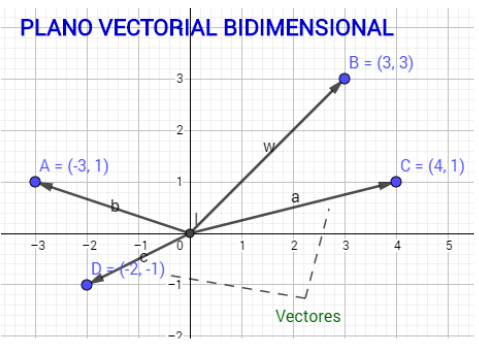 PLANO VECTORIAL BIDIMENSIONAL
B = (3, 3)
3
2
w
A = (-3, 1)
C = (4, 1)
1
a
b
−3 −2 −1 0 1 2 3 4 5
c
D = (-2, -1)
−1
Vectores
−2